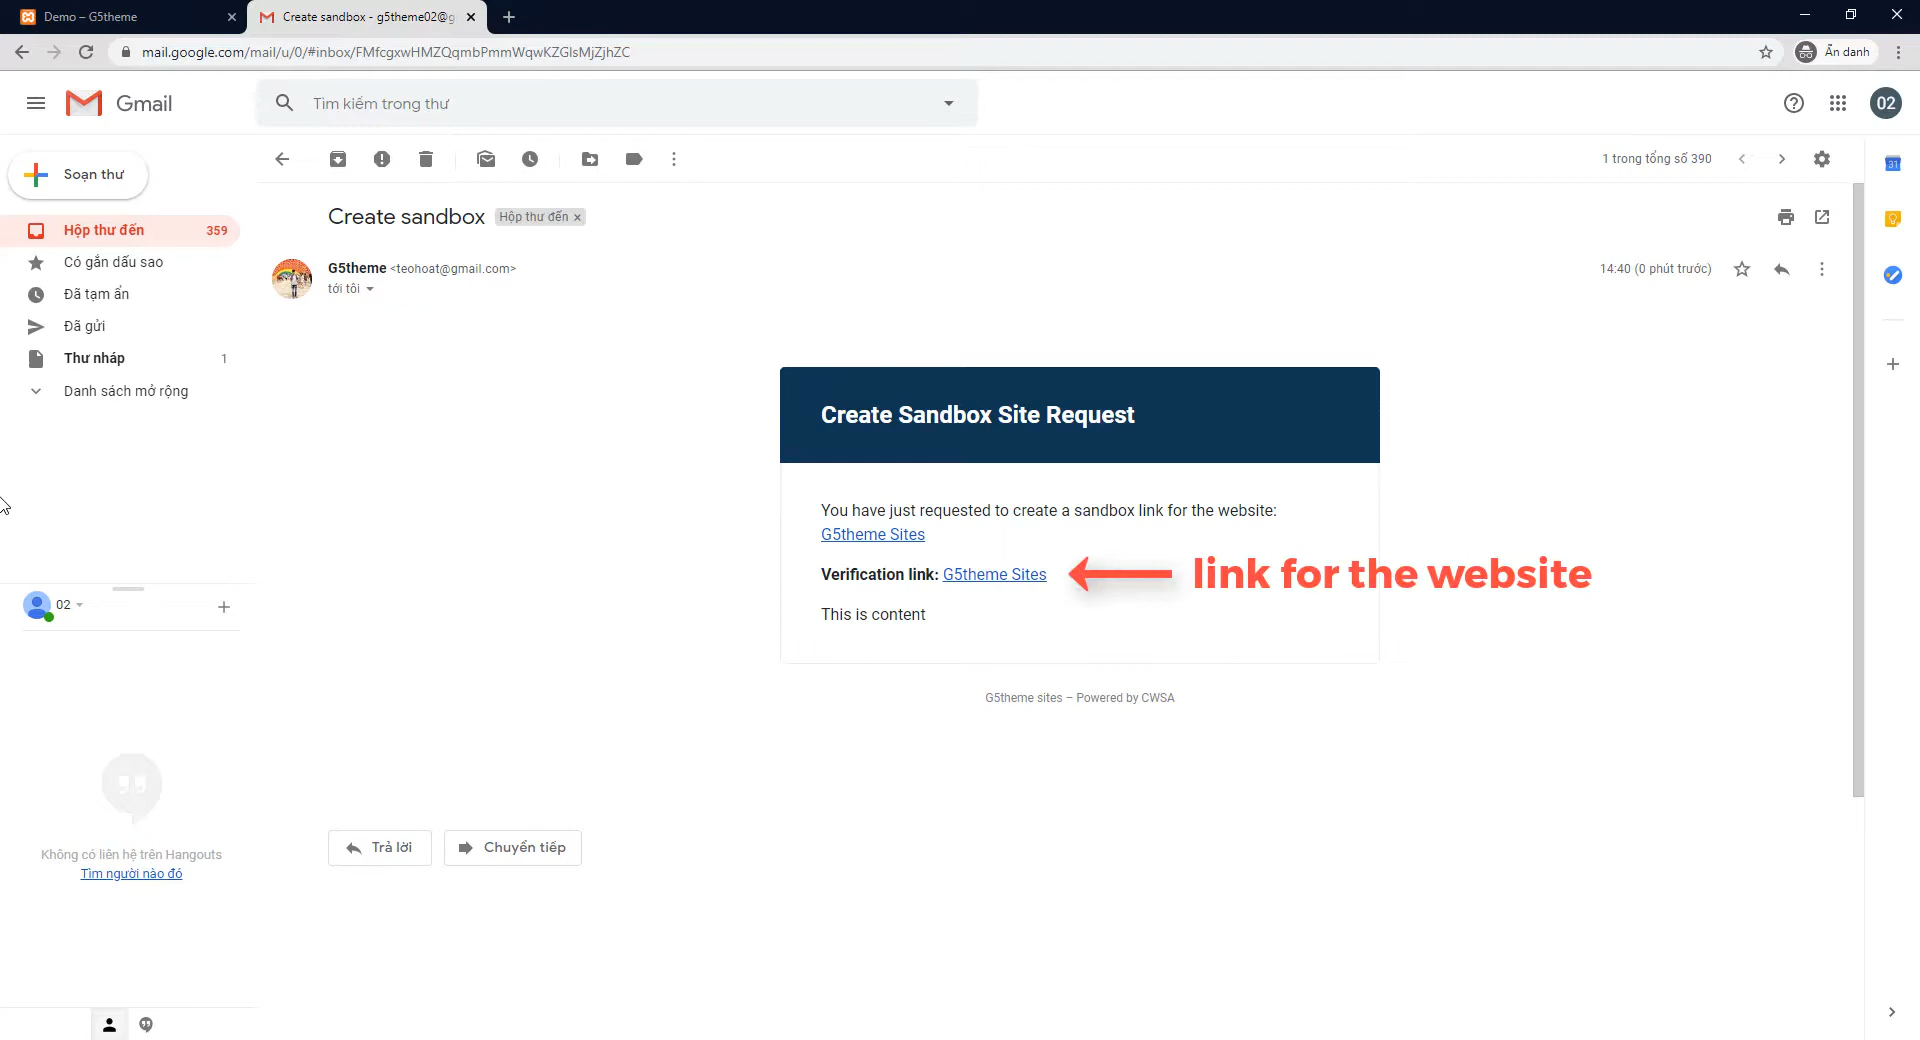 Demo – G5theme
Create sandbox - g5theme02@g
mail.google.com/mail/u/0/#inbox/FMfcgxwHMZQqmbPmmWqwKZGlsMjZjhZC
Ẩn danh
Gmail
Tìm kiếm trong thư
02
Soạn thư
1 trong tổng số 390
31
Hộp thư đến 359
Có gắn dấu sao
Đã tạm ẩn
Đã gửi
Thư nháp 1
Danh sách mở rộng
Create sandbox Hộp thư đến x
G5theme <teohoat@gmail.com>
14:40 (0 phút trước)
tới tôi
Create Sandbox Site Request
You have just requested to create a sandbox link for the website:
G5theme Sites
Verification link: G5theme Sites
link for the website
This is content
G5theme sites – Powered by CWSA
02
Không có liên hệ trên Hangouts
Tìm người nào đó
Trả lời
Chuyển tiếp